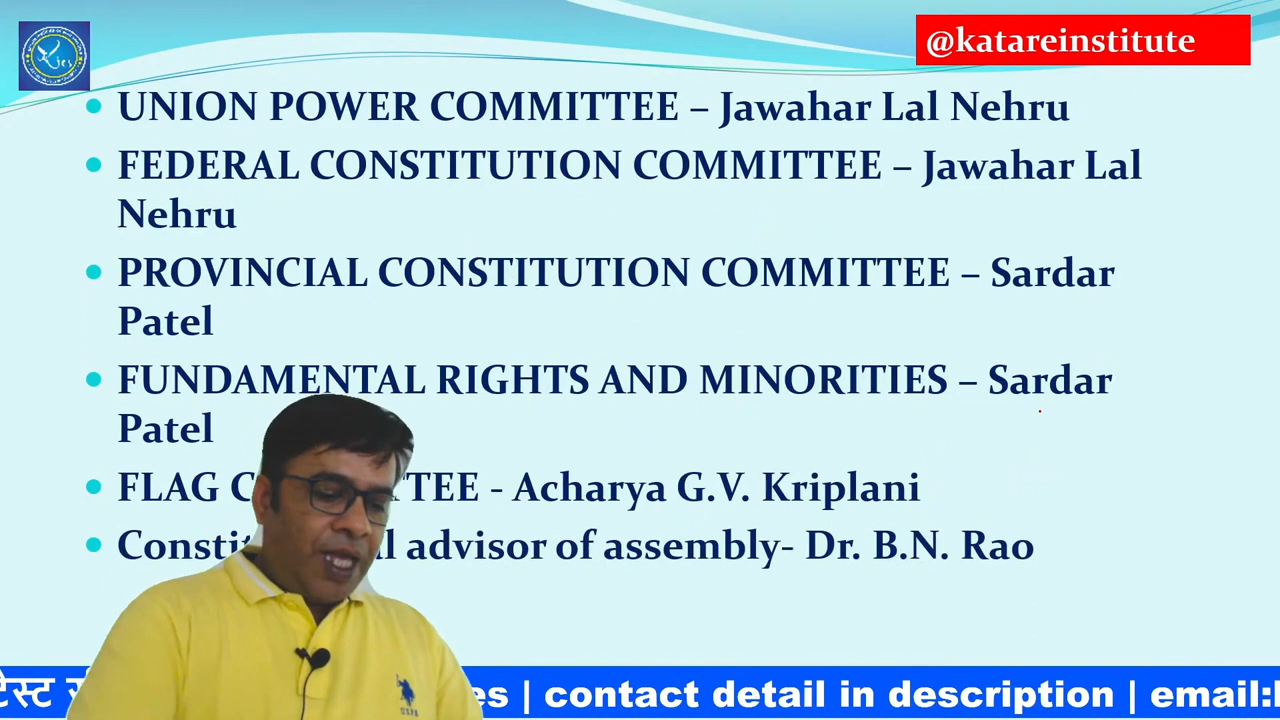 @katareinstitute
UNION POWER COMMITTEE – Jawahar Lal Nehru
FEDERAL CONSTITUTION COMMITTEE – Jawahar Lal
Nehru
PROVINCIAL CONSTITUTION COMMITTEE – Sardar
Patel
FUNDAMENTAL RIGHTS AND MINORITIES – Sardar
Patel
FLAG C TTEE - Acharya G.V. Kriplani
Constit l advisor of assembly- Dr. B.N. Rao
टेस्ट es | contact detail in description | email: